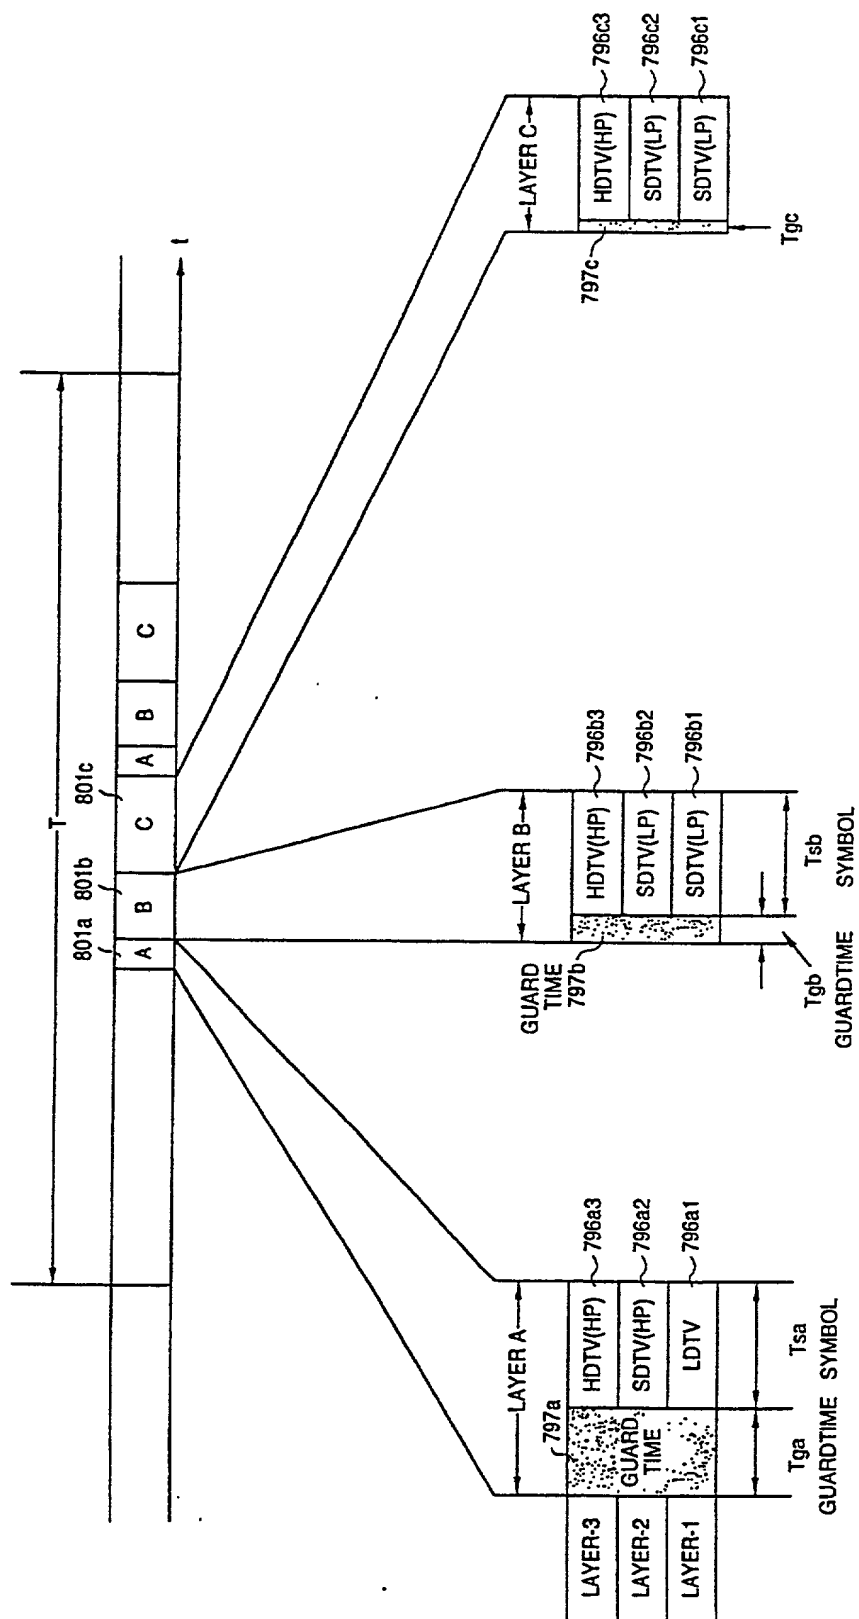 T
801a
801b
801c
A
B
C
A
B
C
t
LAYER A
LAYER B
LAYER C
797a
GUARD
TIME
797b
797c
LAYER-3
GUARD
TIME
HDTV(HP)
796a3
HDTV(HP)
796b3
HDTV(HP)
796c3
LAYER-2
SDTV(HP)
796a2
SDTV(LP)
796b2
SDTV(LP)
796c2
LAYER-1
LDTV
796a1
SDTV(LP)
796b1
SDTV(LP)
796c1
Tga
GUARDTIME
Tsa
SYMBOL
Tgb
GUARDTIME
Tsb
SYMBOL
Tgc